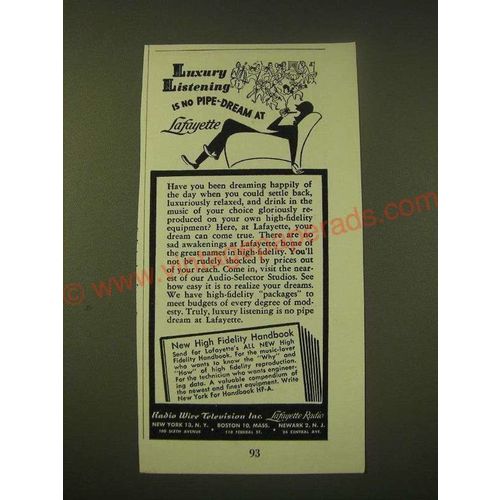 Luxury
Listening
IS NO PIPE-DREAM AT
Lafayette
Have you been dreaming happily of
the day when you could settle back,
luxuriously relaxed, and drink in the
music of your choice gloriously re-
produced on your own high-fidelity
equipment? Here, at Lafayette, your
dream can come true. There are no
sad awakenings at Lafayette, home of
the great names in high-fidelity. You'll
not be rudely shocked by prices out
of your reach. Come in, visit the near-
est of our Audio-Selector Studios. See
how easy it is to realize your dreams.
We have high-fidelity "packages" to
meet budgets of every degree of mod-
esty. Truly, luxury listening is no pipe
dream at Lafayette.
New High Fidelity Handbook
Send for Lafayette's ALL NEW High
Fidelity Handbook. For the music-lover
who wants to know the "Why" and
"How" of high fidelity reproduction.
For the technician who wants engineer-
ing data. A valuable compendium of
the newest and finest equipment. Write
New York for Handbook HF-A.
Radio Wire Television Inc. Lafayette Radio
NEW YORK 13, N. Y. BOSTON 10, MASS. NEWARK 2, N. J.
100 SIXTH AVENUE 110 FEDERAL ST. 24 CENTRAL AVE.
93